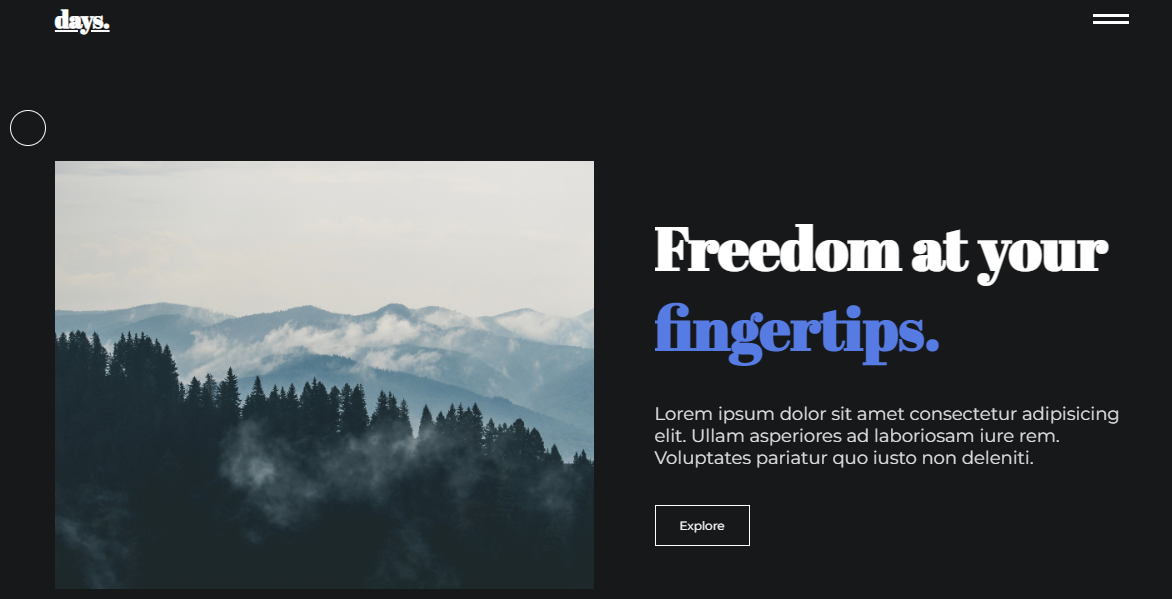 days.
Freedom at your
fingertips.
Lorem ipsum dolor sit amet consectetur adipisicing
elit. Ullam asperiores ad laboriosam iure rem.
Voluptates pariatur quo iusto non deleniti.
Explore